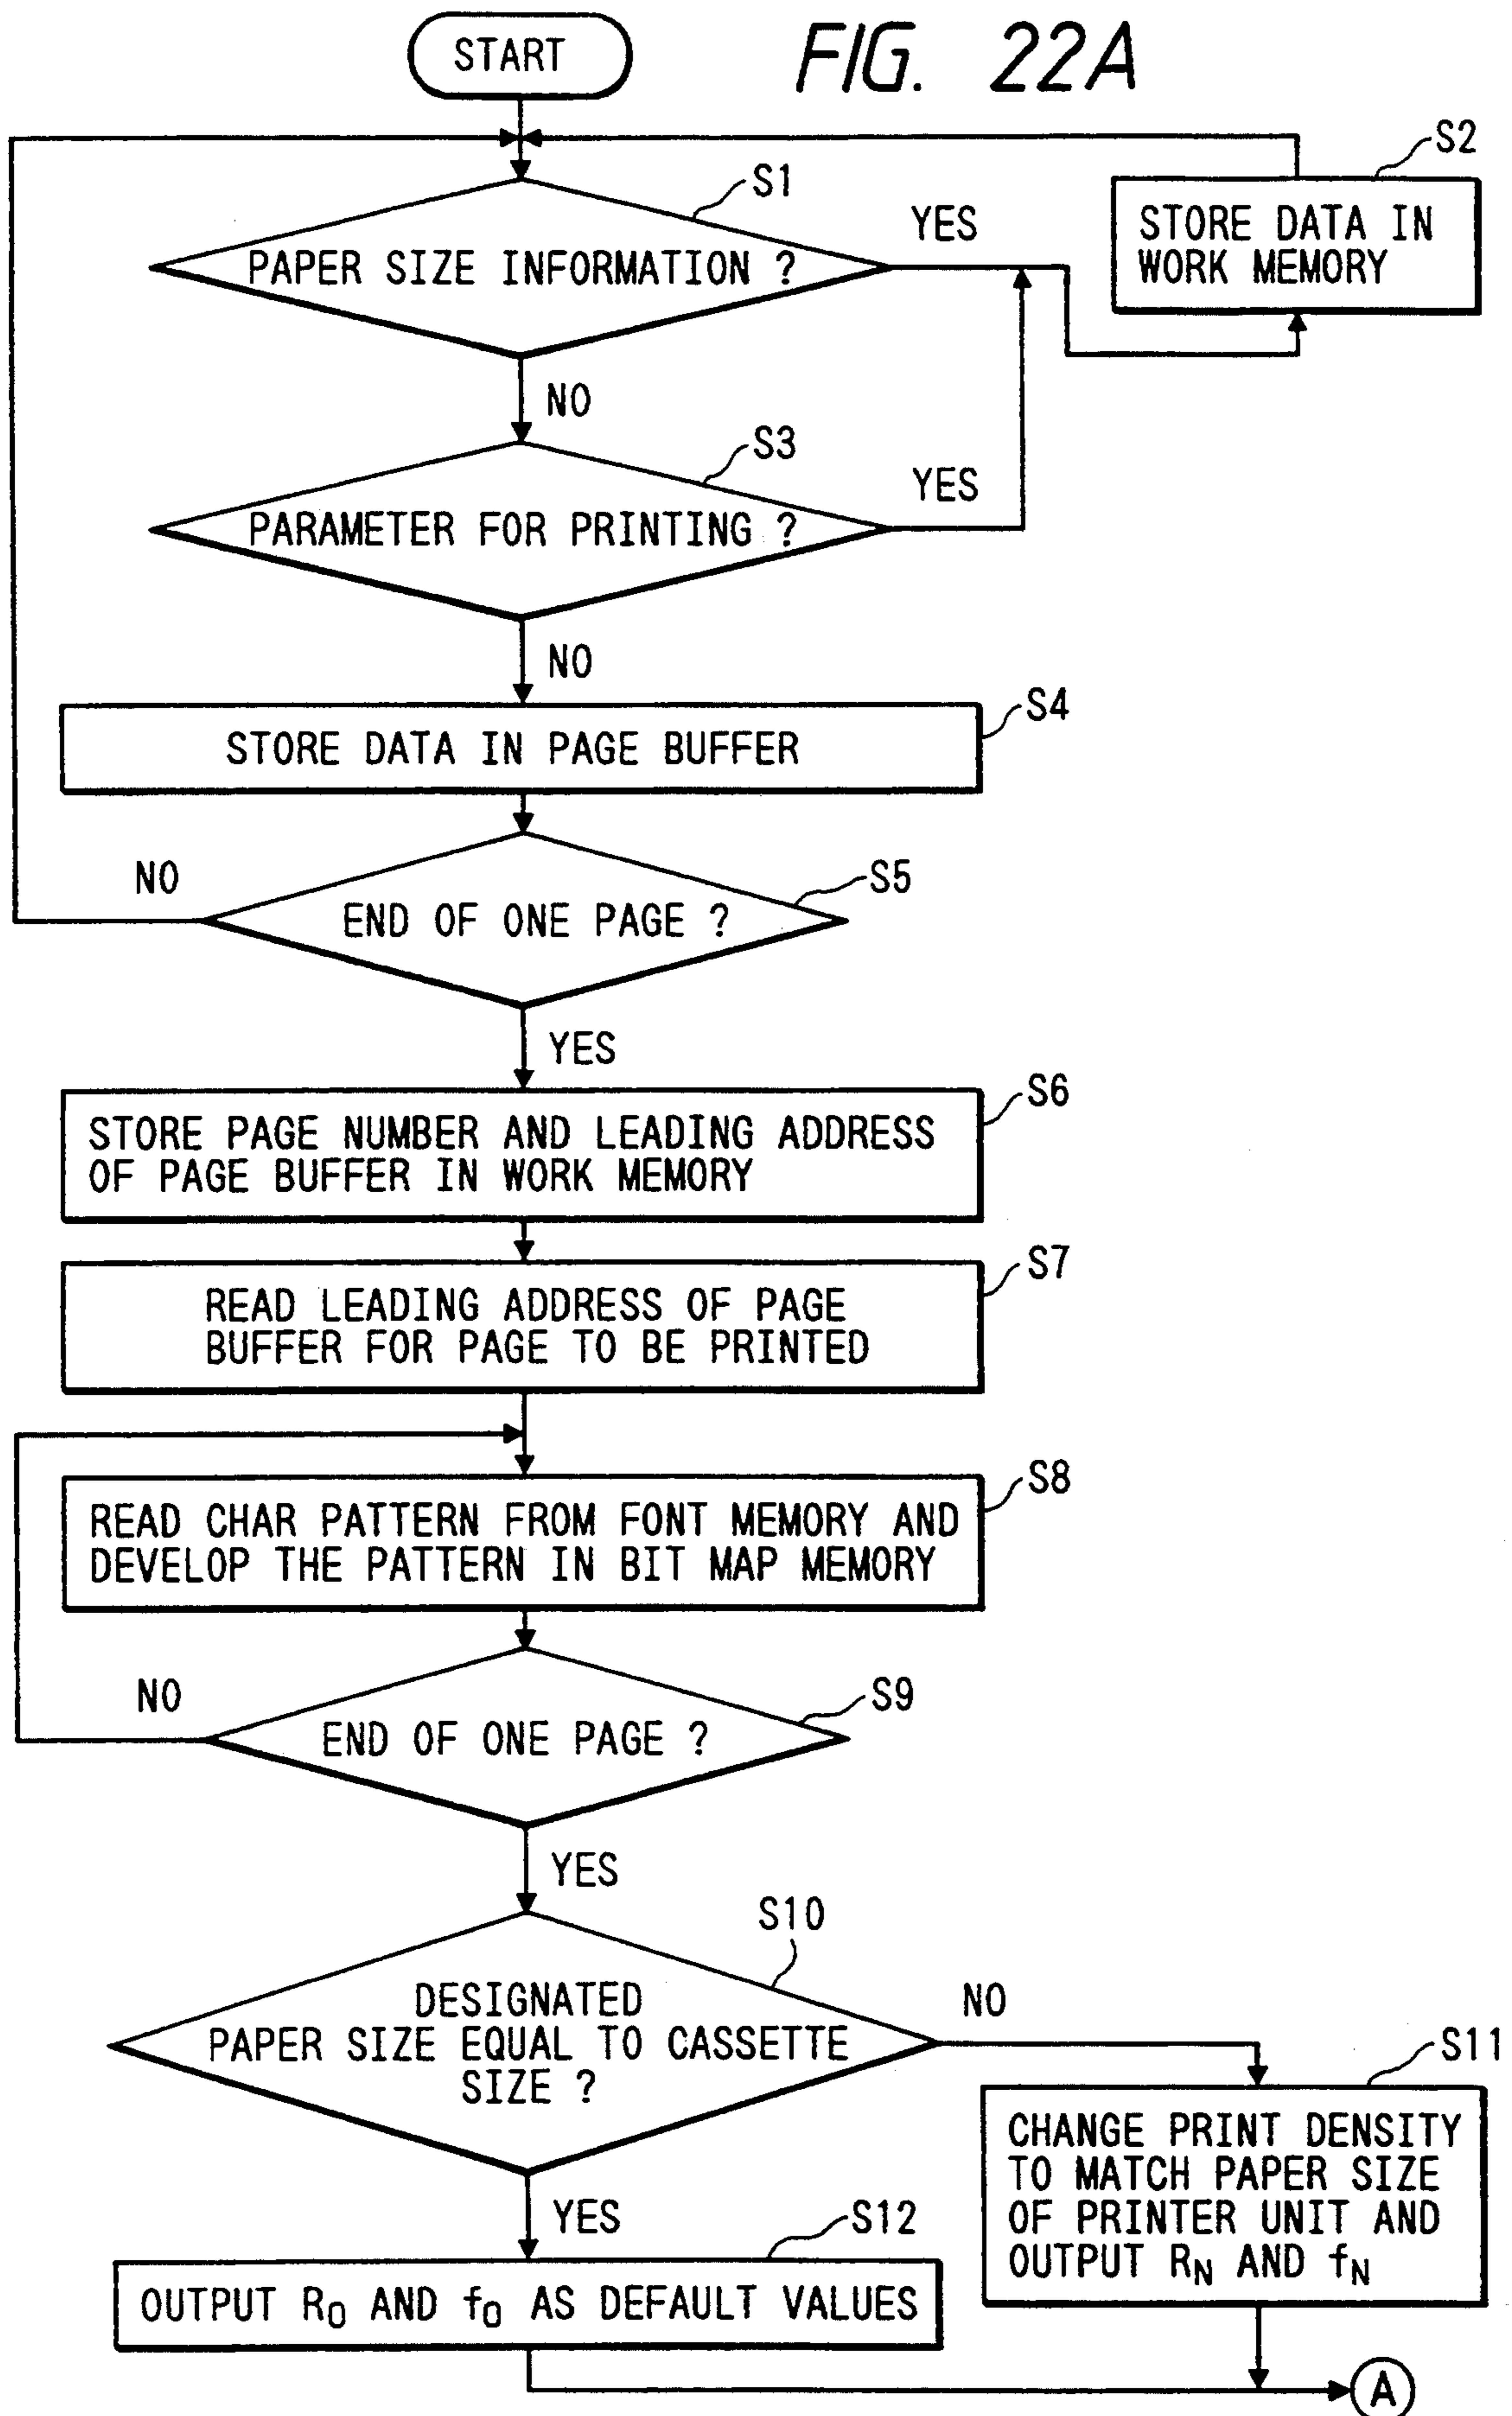 START
FIG. 22A
S1
S2
PAPER SIZE INFORMATION ?
YES
STORE DATA IN
WORK MEMORY
NO
S3
PARAMETER FOR PRINTING ?
YES
NO
S4
STORE DATA IN PAGE BUFFER
NO
S5
END OF ONE PAGE ?
YES
S6
STORE PAGE NUMBER AND LEADING ADDRESS
OF PAGE BUFFER IN WORK MEMORY
S7
READ LEADING ADDRESS OF PAGE
BUFFER FOR PAGE TO BE PRINTED
S8
READ CHAR PATTERN FROM FONT MEMORY AND
DEVELOP THE PATTERN IN BIT MAP MEMORY
NO
S9
END OF ONE PAGE ?
YES
S10
DESIGNATED
PAPER SIZE EQUAL TO CASSETTE
SIZE ?
NO
S11
CHANGE PRINT DENSITY
TO MATCH PAPER SIZE
OF PRINTER UNIT AND
OUTPUT RN AND fN
YES
S12
OUTPUT R0 AND f0 AS DEFAULT VALUES
A